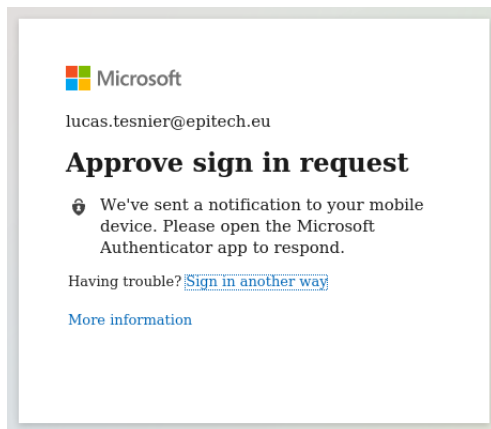 Microsoft
lucas.tesnier@epitech.eu
Approve sign in request
We've sent a notification to your mobile
device. Please open the Microsoft
Authenticator app to respond.
Having trouble? Sign in another way
More information